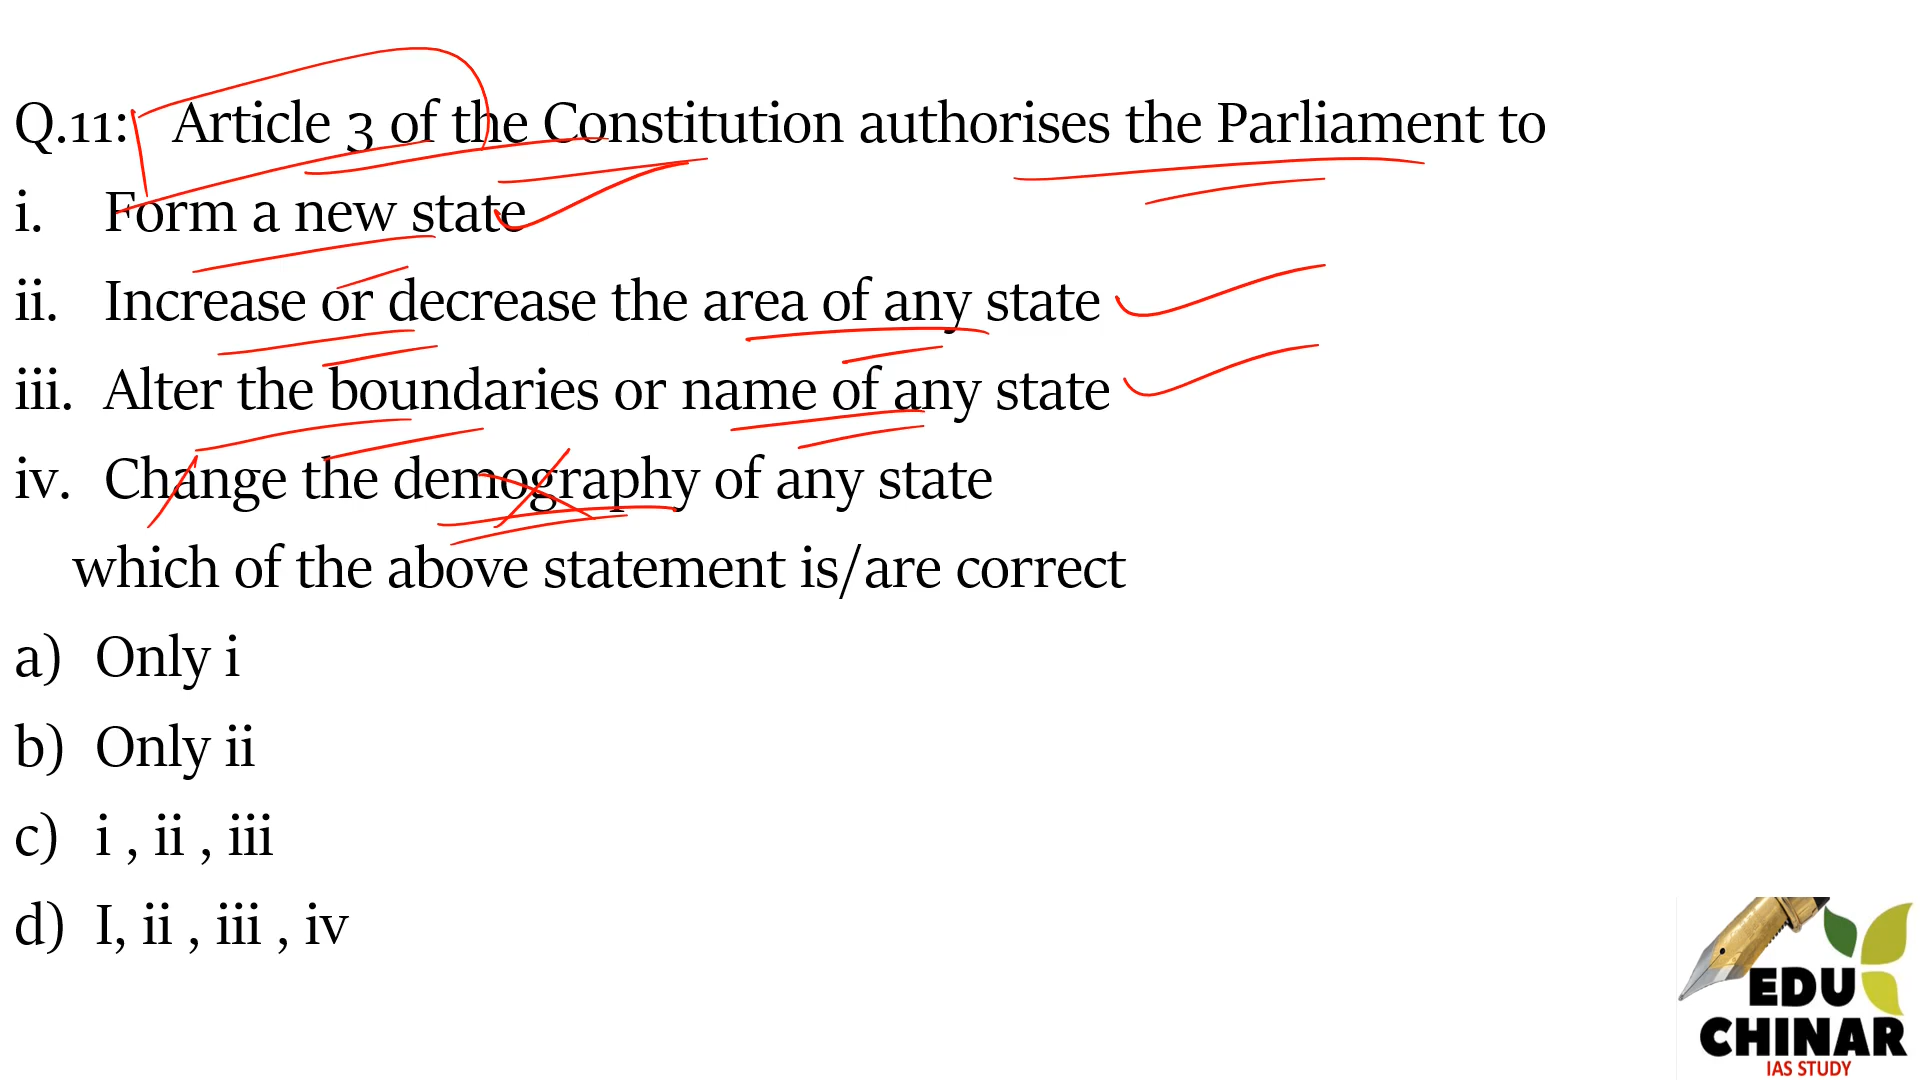 Q.11: Article 3 of the Constitution authorises the Parliament to
i. Form a new state
ii. Increase or decrease the area of any state
iii. Alter the boundaries or name of any state
iv. Change the demography of any state
which of the above statement is/are correct
a) Only i
b) Only ii
c) i , ii , iii
d) I, ii , iii , iv
EDU
CHINAR
IAS STUDY